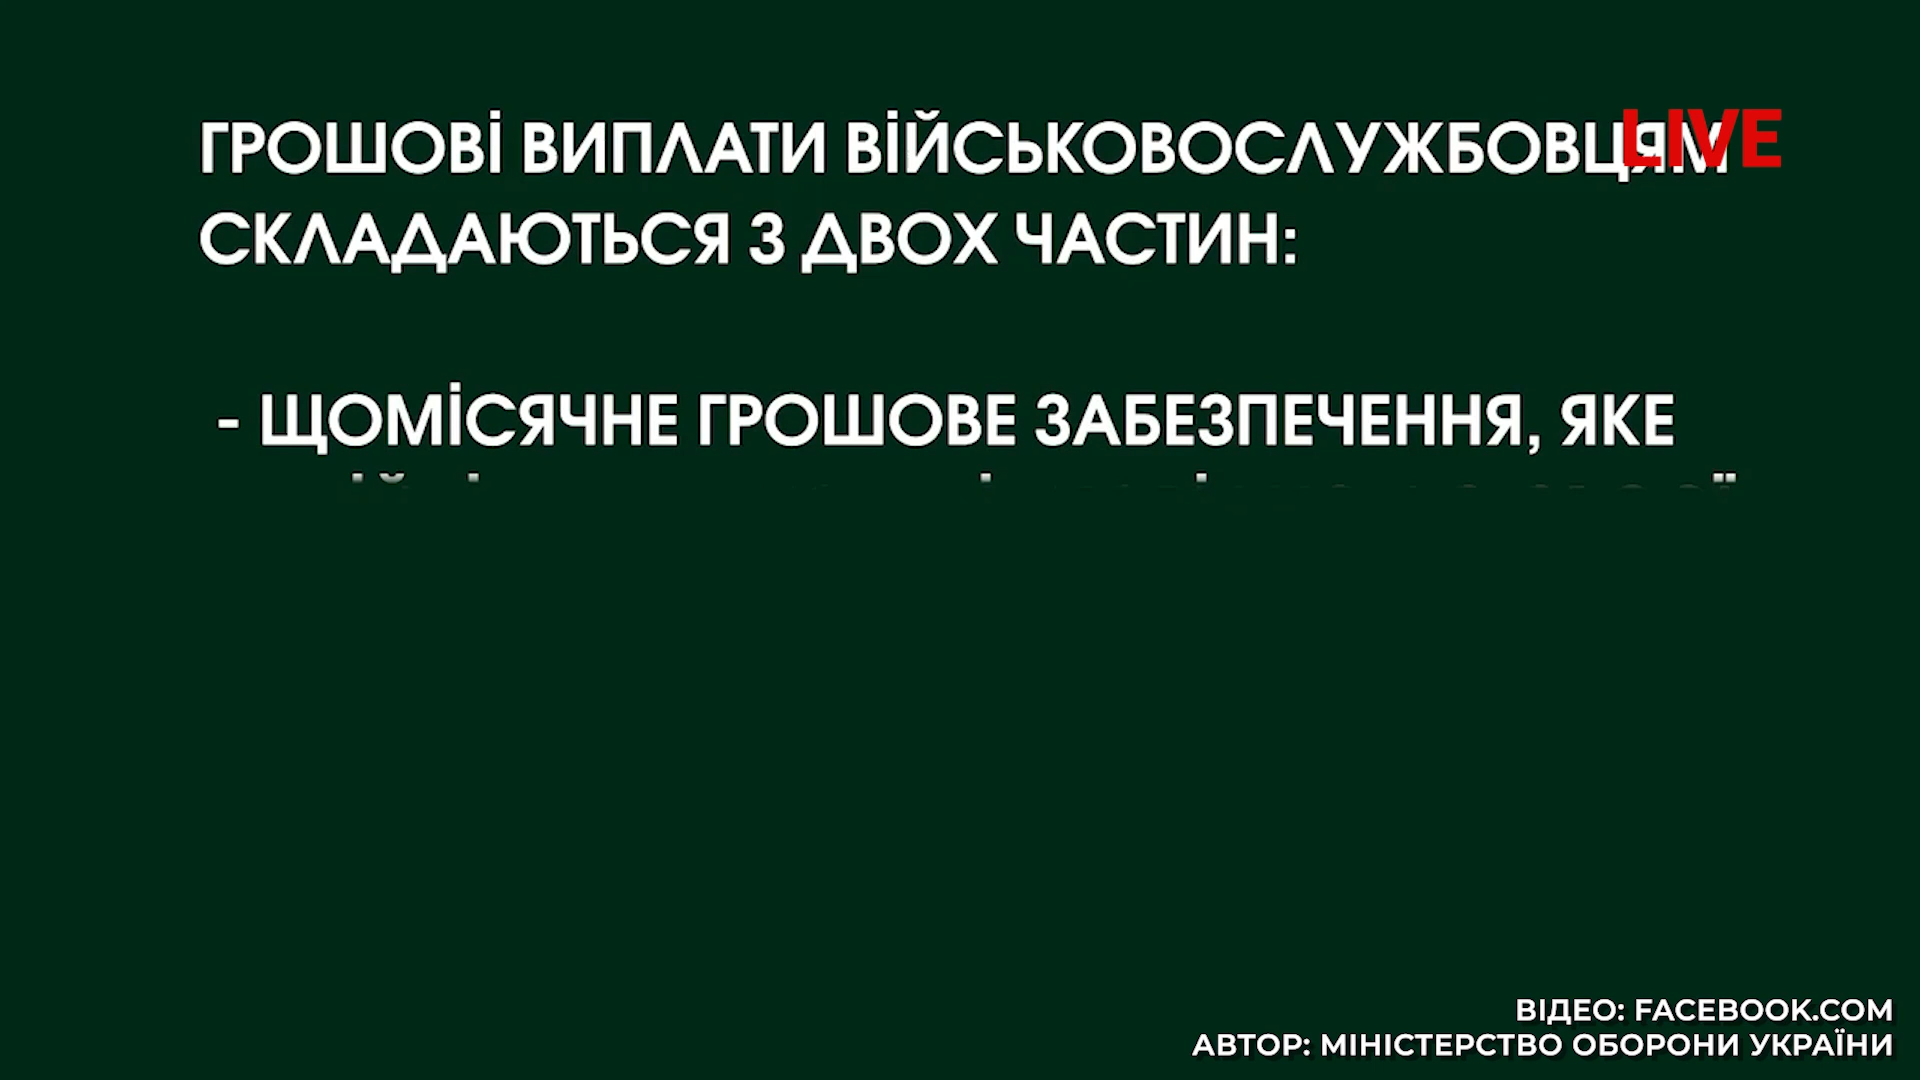 ГРОШОВІ ВИПЛАТИ ВІЙСЬКОВОСЛУЖБОВЦЯМ
LIVE
СКЛАДАЮТЬСЯ З ДВОХ ЧАСТИН:
- ЩОМІСЯЧНЕ ГРОШОВЕ ЗАБЕЗПЕЧЕННЯ, ЯКЕ
ВІДЕО: FACEBOOK.COM
АВТОР: МІНІСТЕРСТВО ОБОРОНИ УКРАЇНИ